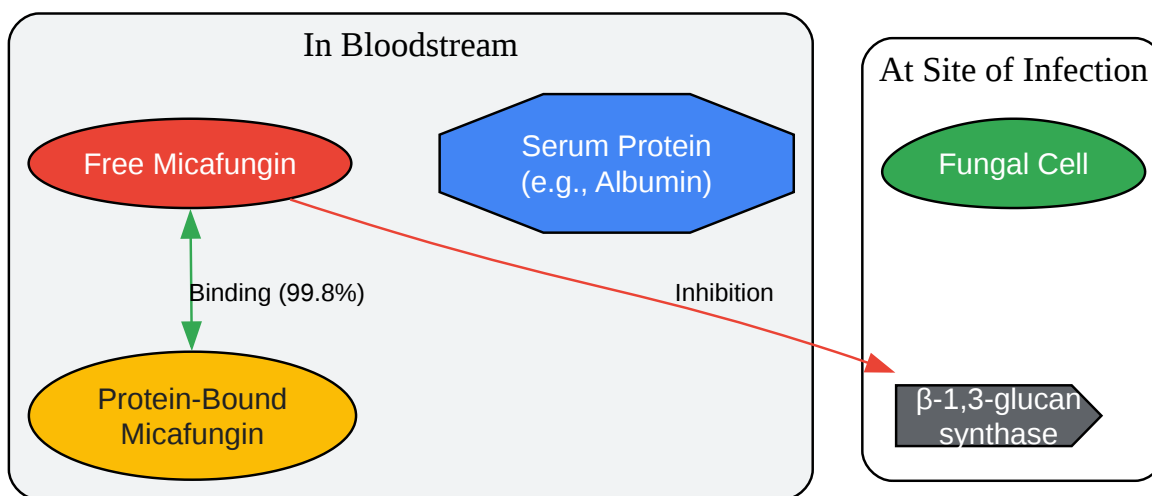 In Bloodstream
At Site of Infection
Free Micafungin
Serum Protein
(e.g., Albumin)
Fungal Cell
Binding (99.8%)
Inhibition
Protein-Bound
Micafungin
β-1,3-glucan
synthase